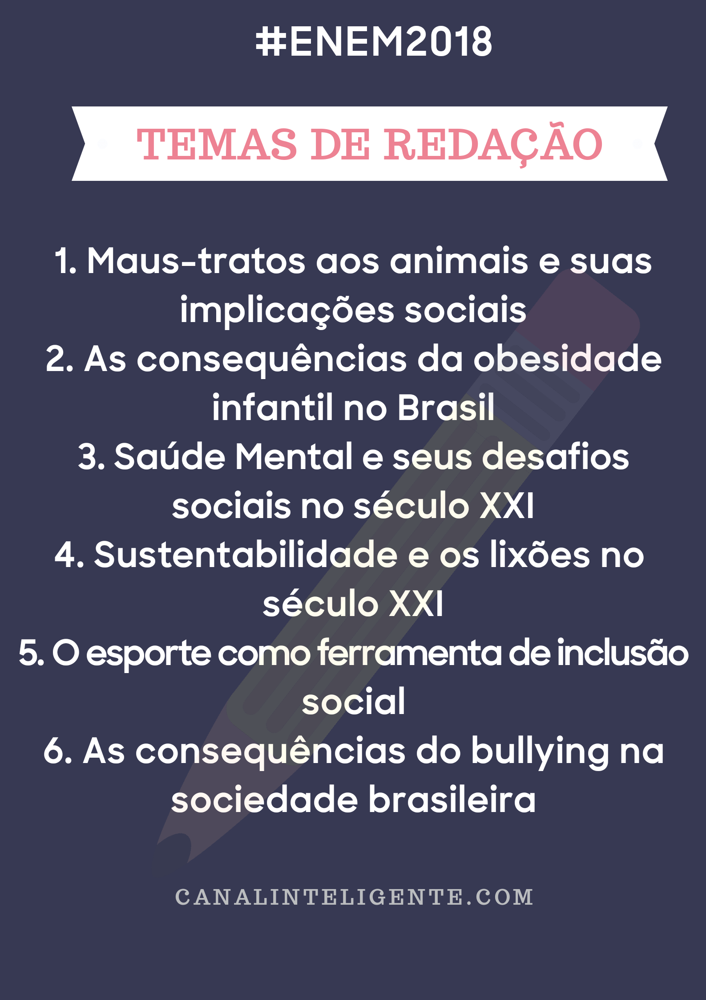 #ENEM2018
TEMAS DE REDAÇÃO
1. Maus-tratos aos animais e suas
implicações sociais
2. As consequências da obesidade
infantil no Brasil
3. Saúde Mental e seus desafios
sociais no século XXI
4. Sustentabilidade e os lixões no
século XXI
5. O esporte como ferramenta de inclusão
social
6. As consequências do bullying na
sociedade brasileira
CANALINTELIGENTE.COM